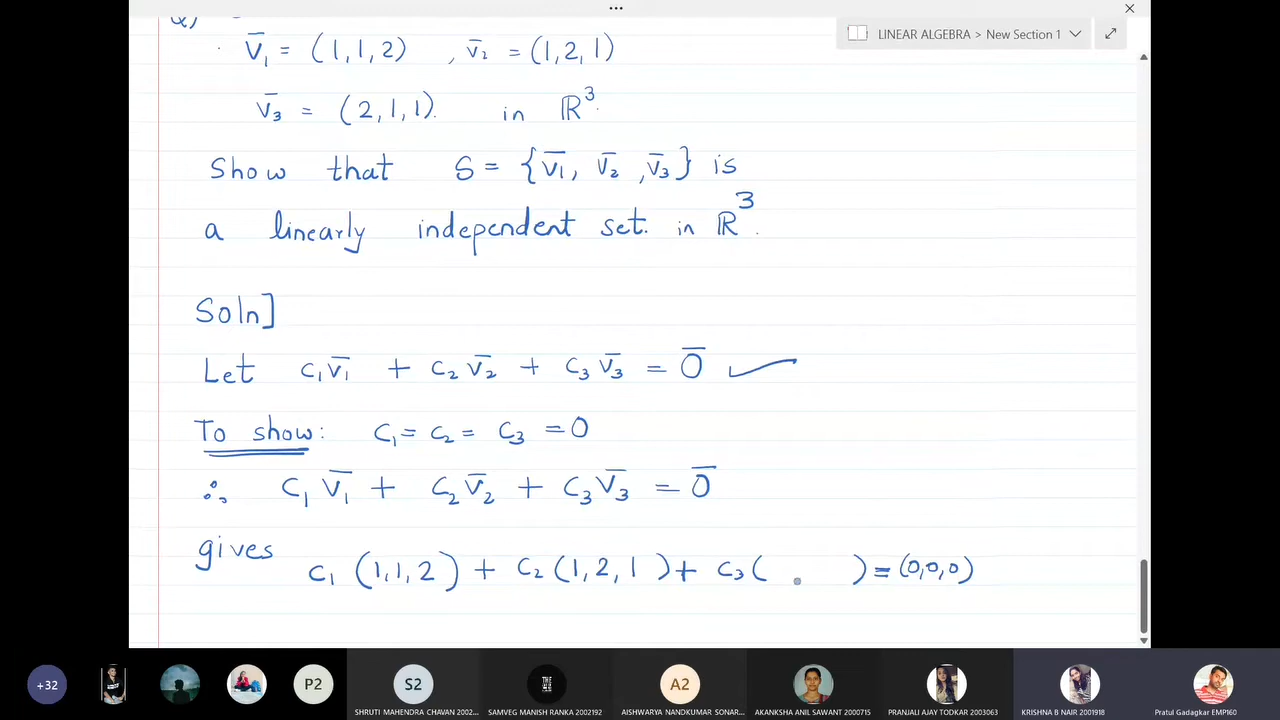 ...
LINEAR ALGEBRA > New Section 1
Q)
V̄₁ = (1,1,2) , v̄₂ = (1,2,1)
v̄₃ = (2,1,1). in ℝ³.
Show that S = {v̄₁, v̄₂ ,v̄₃} is
a linearly independent set. in ℝ³.
Soln]
Let c₁v̄₁ + c₂v̄₂ + c₃v̄₃ = 0̄ ✓
To show: c₁= c₂= c₃ =0
∴ c₁v̄₁ + c₂v̄₂ + c₃v̄₃ = 0̄
gives
c₁ (1,1,2) + c₂ (1,2,1) + c₃ ( ) = (0,0,0)
+32
P2
S2
A2
SHRUTI MAHENDRA CHAVAN 2002...
SAMVEG MANISH RANKA 2002192
AISHWARYA NANDKUMAR SONAR...
AKANKSHA ANIL SAWANT 2000715
PRANJALI AJAY TODKAR 2003063
KRISHNA B NAIR 2001918
Pratul Gadagkar EMP160